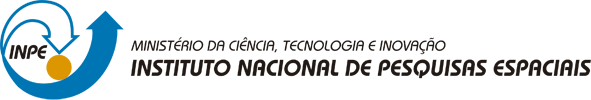 INPE
MINISTÉRIO DA CIÊNCIA, TECNOLOGIA E INOVAÇÃO
INSTITUTO NACIONAL DE PESQUISAS ESPACIAIS